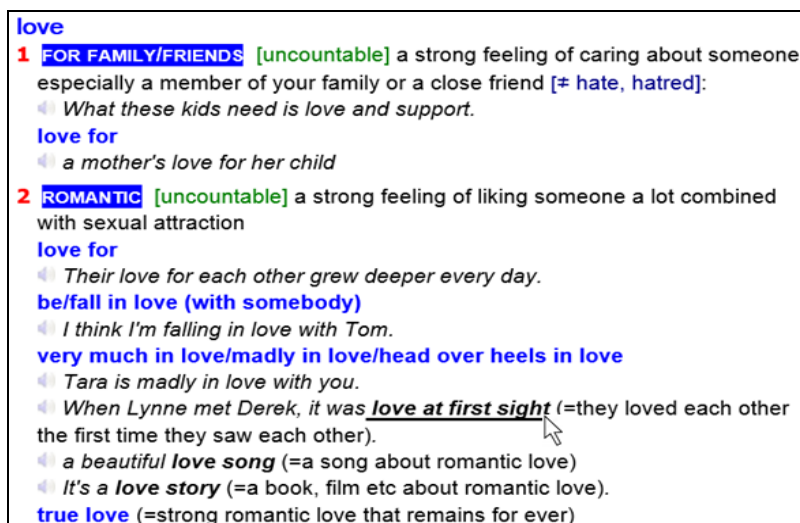 love
1 FOR FAMILY/FRIENDS [uncountable] a strong feeling of caring about someone
especially a member of your family or a close friend [≠ hate, hatred]:
What these kids need is love and support.
love for
a mother's love for her child
2 ROMANTIC [uncountable] a strong feeling of liking someone a lot combined
with sexual attraction
love for
Their love for each other grew deeper every day.
be/fall in love (with somebody)
I think I'm falling in love with Tom.
very much in love/madly in love/head over heels in love
Tara is madly in love with you.
When Lynne met Derek, it was love at first sight (=they loved each other
the first time they saw each other).
a beautiful love song (=a song about romantic love)
It's a love story (=a book, film etc about romantic love).
true love (=strong romantic love that remains for ever)